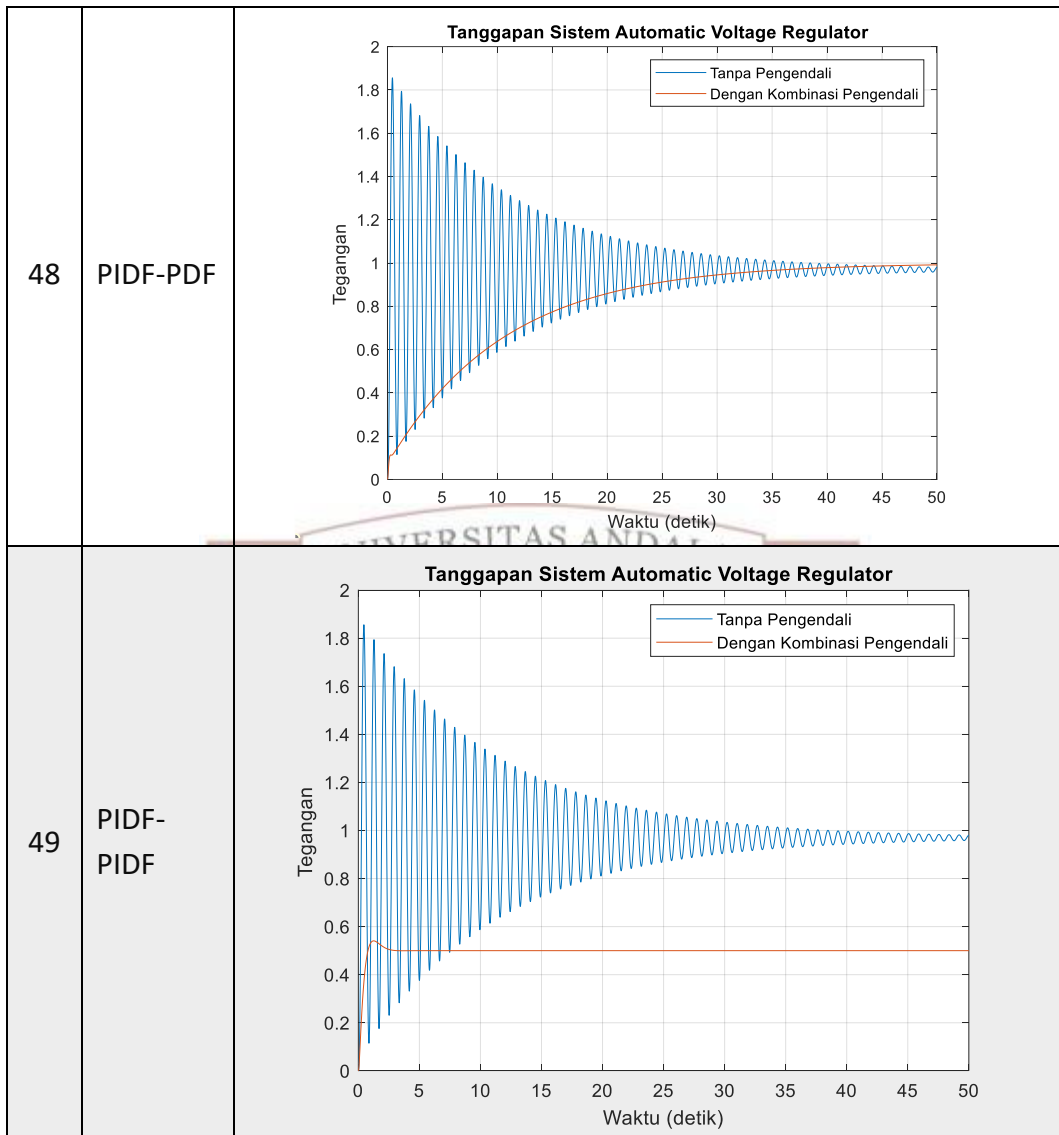 48
PIDF-PDF
Tanggapan Sistem Automatic Voltage Regulator
Tanpa Pengendali
Dengan Kombinasi Pengendali
2
1.8
1.6
1.4
1.2
1
0.8
0.6
0.4
0.2
0
Tegangan
0 5 10 15 20 25 30 35 40 45 50
Waktu (detik)
49
PIDF-
PIDF
Tanggapan Sistem Automatic Voltage Regulator
Tanpa Pengendali
Dengan Kombinasi Pengendali
2
1.8
1.6
1.4
1.2
1
0.8
0.6
0.4
0.2
0
Tegangan
0 5 10 15 20 25 30 35 40 45 50
Waktu (detik)